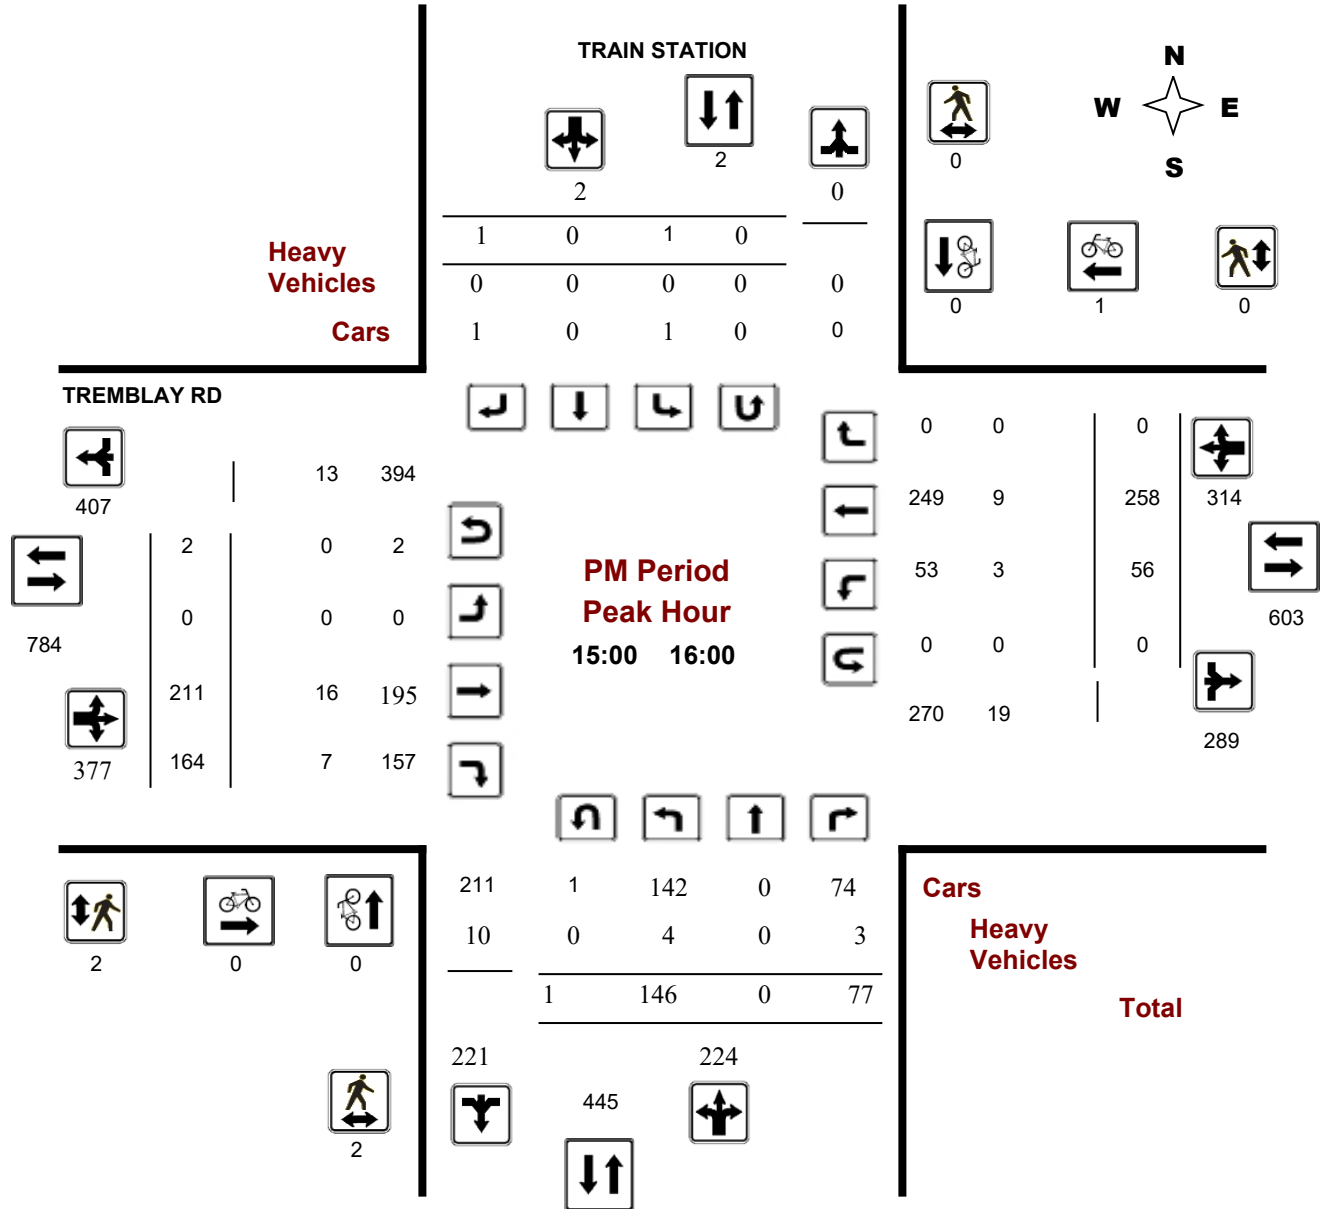 TRAIN STATION
N
W E
S
2
0
2 0
1 0 1 0
Heavy
Vehicles
0 0 0 0 0
0 1 0
Cars
1 0 1 0 0
TREMBLAY RD
0 0 0
13 394
407
249 9 258 314
2 0 2
PM Period
53 3 56
Peak Hour
0 0 0
603
784
15:00 16:00
0 0 0
211 16 195
270 19
289
377 164 7 157
211 1 142 0 74
Cars
10 0 4 0 3
Heavy
Vehicles
2 0 0
1 146 0 77
Total
221 224
445
2